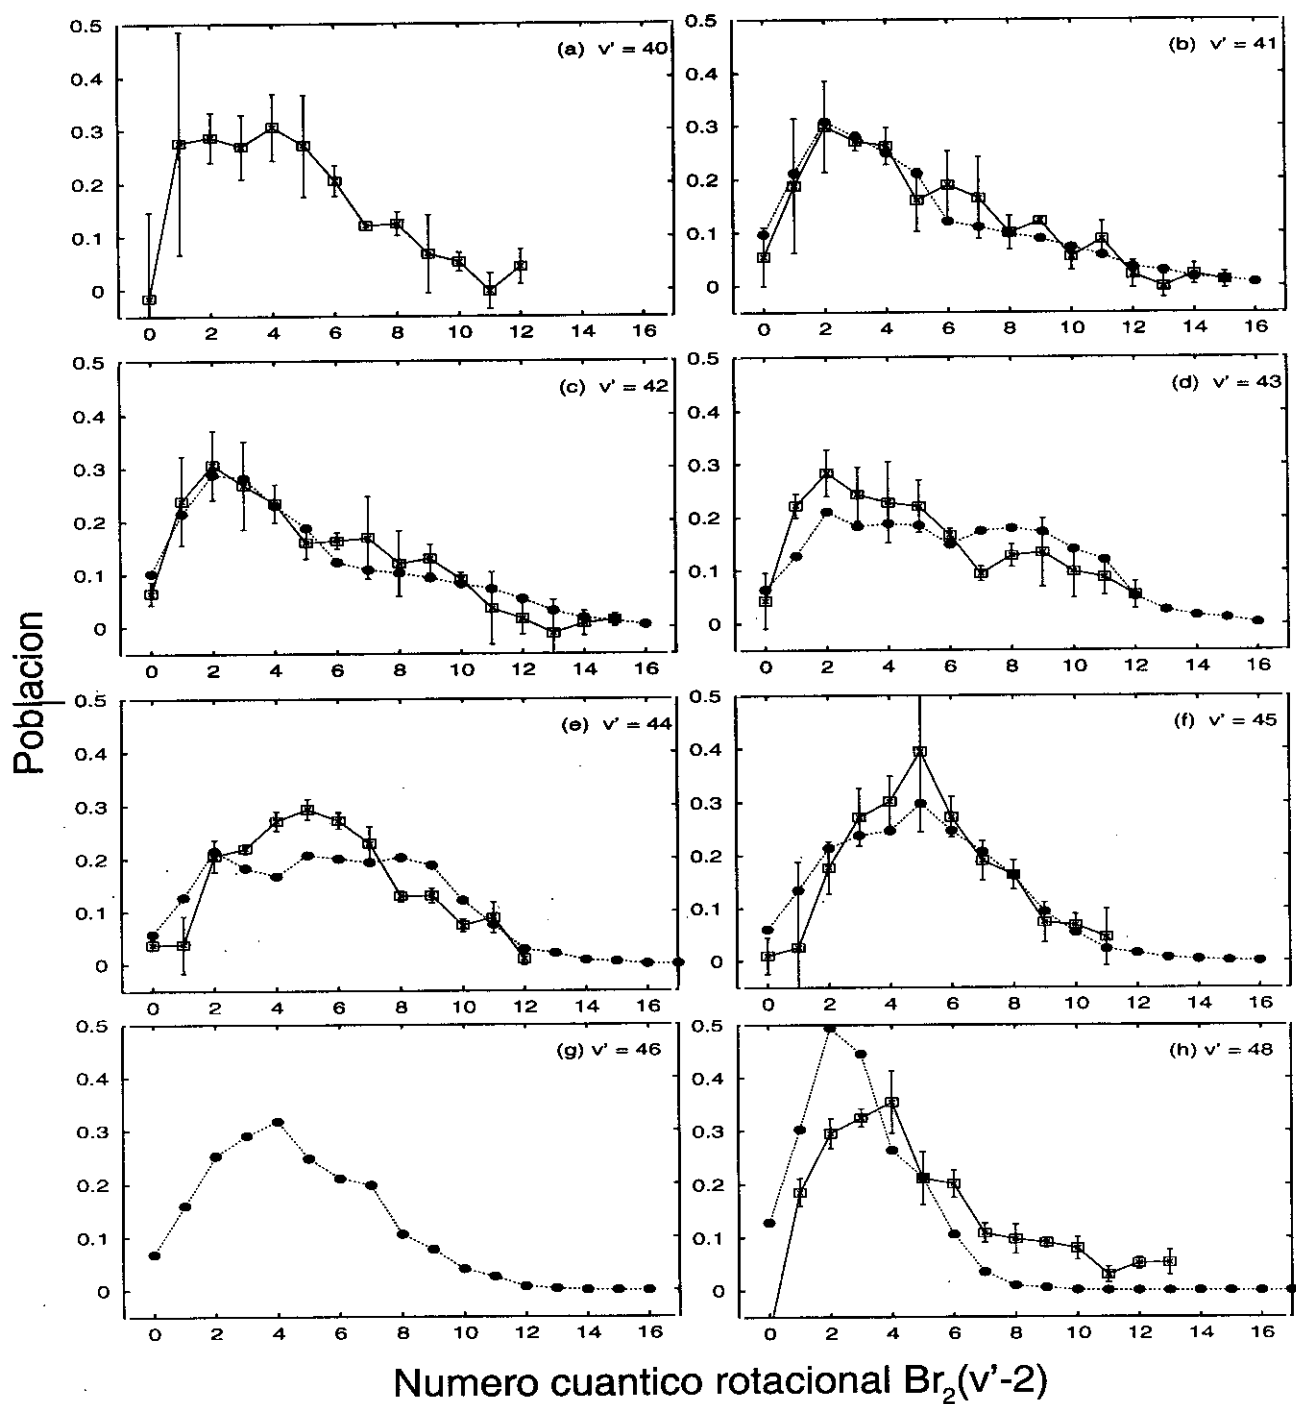 Poblacion
0.5
0.4
0.3
0.2
0.1
0
(a) v' = 40
0 2 4 6 8 10 12 14 16
0.5
0.4
0.3
0.2
0.1
0
(b) v' = 41
0 2 4 6 8 10 12 14 16
0.5
0.4
0.3
0.2
0.1
0
(c) v' = 42
0 2 4 6 8 10 12 14 16
0.5
0.4
0.3
0.2
0.1
0
(d) v' = 43
0 2 4 6 8 10 12 14 16
0.5
0.4
0.3
0.2
0.1
0
(e) v' = 44
0 2 4 6 8 10 12 14 16
0.5
0.4
0.3
0.2
0.1
0
(f) v' = 45
0 2 4 6 8 10 12 14 16
0.5
0.4
0.3
0.2
0.1
0
(g) v' = 46
0 2 4 6 8 10 12 14 16
0.5
0.4
0.3
0.2
0.1
0
(h) v' = 48
0 2 4 6 8 10 12 14 16
Numero cuantico rotacional Br₂(v'-2)